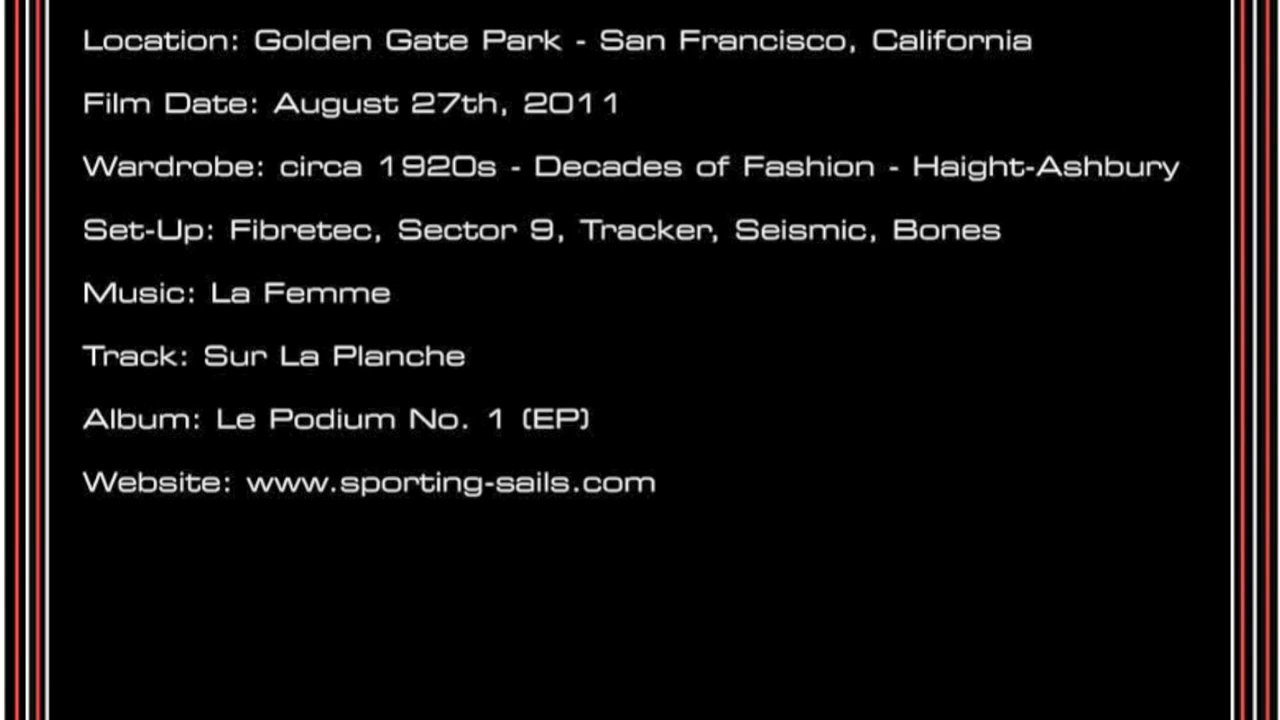 Location: Golden Gate Park - San Francisco, California
Film Date: August 27th, 2011
Wardrobe: circa 1920s - Decades of Fashion - Haight-Ashbury
Set-Up: Fibretec, Sector 9, Tracker, Seismic, Bones
Music: La Femme
Track: Sur La Planche
Album: Le Podium No. 1 (EP)
Website: www.sporting-sails.com